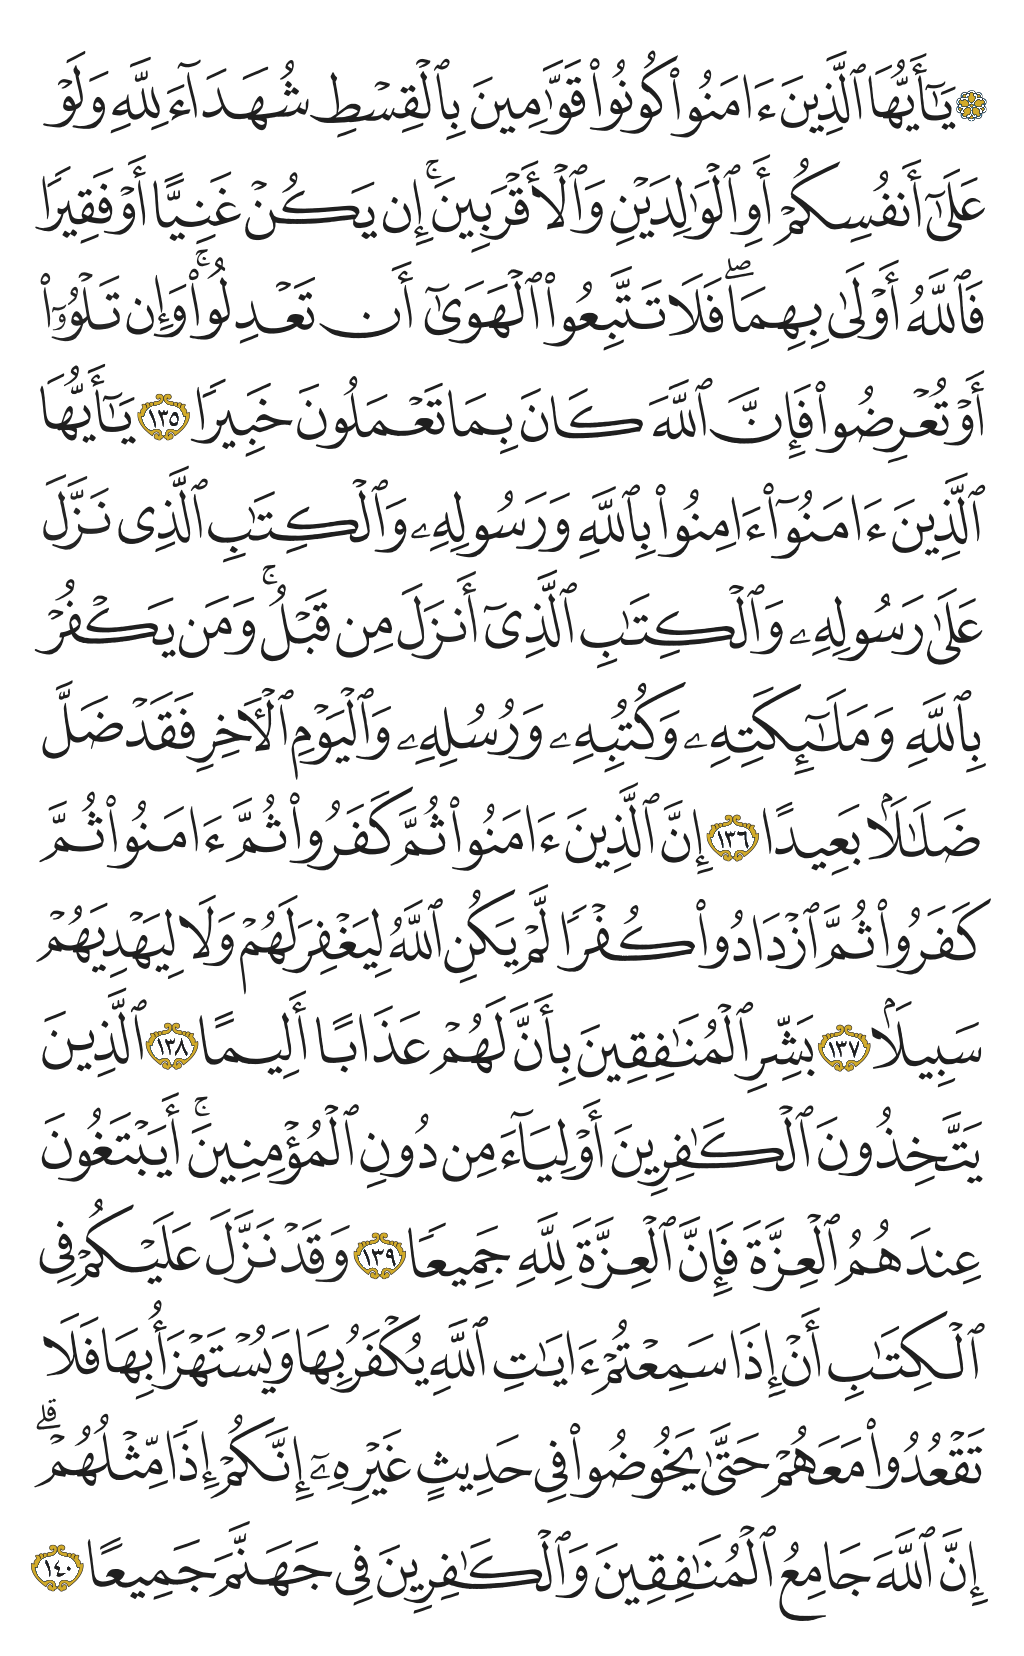 ۞ يَـٰٓأَيُّهَا ٱلَّذِينَ ءَامَنُوا۟ كُونُوا۟ قَوَّٰمِينَ بِٱلْقِسْطِ شُهَدَآءَ لِلَّهِ وَلَوْ
عَلَىٰٓ أَنفُسِكُمْ أَوِ ٱلْوَٰلِدَيْنِ وَٱلْأَقْرَبِينَ ۚ إِن يَكُنْ غَنِيًّا أَوْ فَقِيرًا
فَٱللَّهُ أَوْلَىٰ بِهِمَا ۖ فَلَا تَتَّبِعُوا۟ ٱلْهَوَىٰٓ أَن تَعْدِلُوا۟ ۚ وَإِن تَلْوُۥٓا۟
أَوْ تُعْرِضُوا۟ فَإِنَّ ٱللَّهَ كَانَ بِمَا تَعْمَلُونَ خَبِيرًا ١٣٥ يَـٰٓأَيُّهَا
ٱلَّذِينَ ءَامَنُوٓا۟ ءَامِنُوا۟ بِٱللَّهِ وَرَسُولِهِۦ وَٱلْكِتَـٰبِ ٱلَّذِى نَزَّلَ
عَلَىٰ رَسُولِهِۦ وَٱلْكِتَـٰبِ ٱلَّذِىٓ أَنزَلَ مِن قَبْلُ ۚ وَمَن يَكْفُرْ
بِٱللَّهِ وَمَلَـٰٓئِكَتِهِۦ وَكُتُبِهِۦ وَرُسُلِهِۦ وَٱلْيَوْمِ ٱلْـَٔاخِرِ فَقَدْ ضَلَّ
ضَلَـٰلًۢا بَعِيدًا ١٣٦ إِنَّ ٱلَّذِينَ ءَامَنُوا۟ ثُمَّ كَفَرُوا۟ ثُمَّ ءَامَنُوا۟ ثُمَّ
كَفَرُوا۟ ثُمَّ ٱزْدَادُوا۟ كُفْرًا لَّمْ يَكُنِ ٱللَّهُ لِيَغْفِرَ لَهُمْ وَلَا لِيَهْدِيَهُمْ
سَبِيلًۢا ١٣٧ بَشِّرِ ٱلْمُنَـٰفِقِينَ بِأَنَّ لَهُمْ عَذَابًا أَلِيمًا ١٣٨ ٱلَّذِينَ
يَتَّخِذُونَ ٱلْكَـٰفِرِينَ أَوْلِيَآءَ مِن دُونِ ٱلْمُؤْمِنِينَ ۚ أَيَبْتَغُونَ
عِندَهُمُ ٱلْعِزَّةَ فَإِنَّ ٱلْعِزَّةَ لِلَّهِ جَمِيعًا ١٣٩ وَقَدْ نَزَّلَ عَلَيْكُمْ فِى
ٱلْكِتَـٰبِ أَنْ إِذَا سَمِعْتُمْ ءَايَـٰتِ ٱللَّهِ يُكْفَرُ بِهَا وَيُسْتَهْزَأُ بِهَا فَلَا
تَقْعُدُوا۟ مَعَهُمْ حَتَّىٰ يَخُوضُوا۟ فِى حَدِيثٍ غَيْرِهِۦٓ إِنَّكُمْ إِذًا مِّثْلُهُمْ ۗ
إِنَّ ٱللَّهَ جَامِعُ ٱلْمُنَـٰفِقِينَ وَٱلْكَـٰفِرِينَ فِى جَهَنَّمَ جَمِيعًا ١٤٠